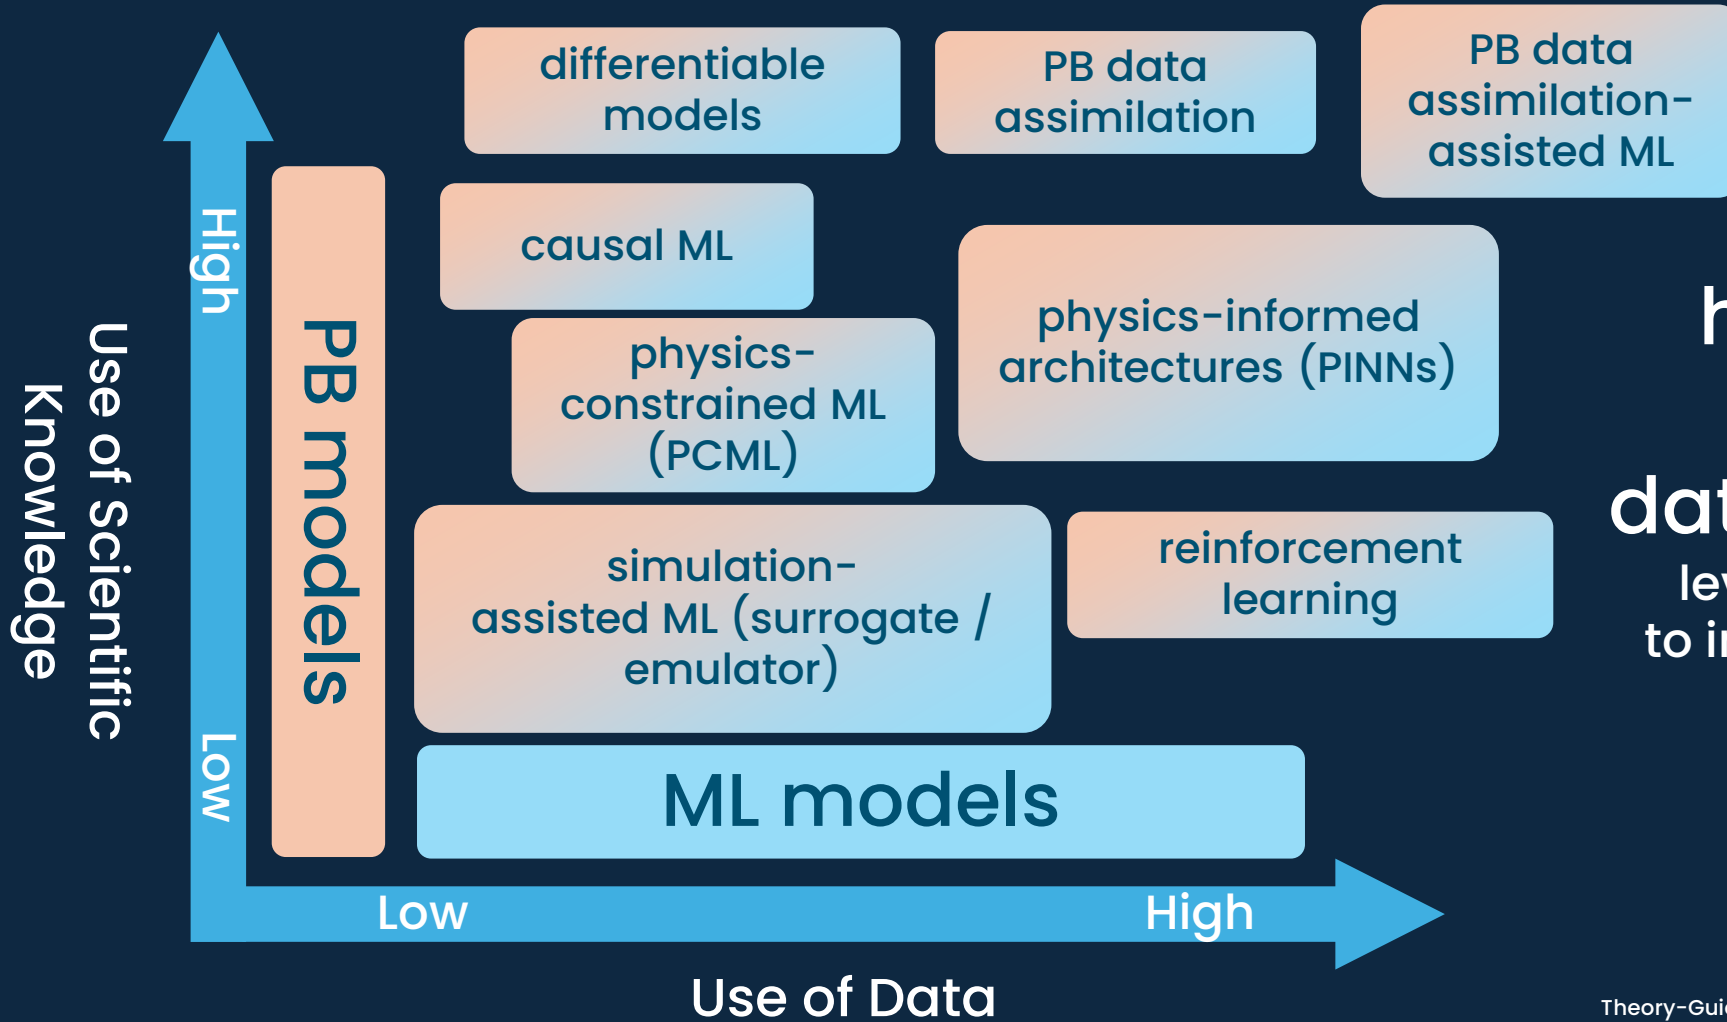 differentiable
models
PB data
assimilation
PB data
assimilation-
assisted ML
causal ML
physics-
constrained ML
(PCML)
physics-informed
architectures (PINNs)
simulation-
assisted ML (surrogate /
emulator)
reinforcement
learning
PB models
ML models
High
Low
Use of Scientific
Knowledge
Low
High
Use of Data